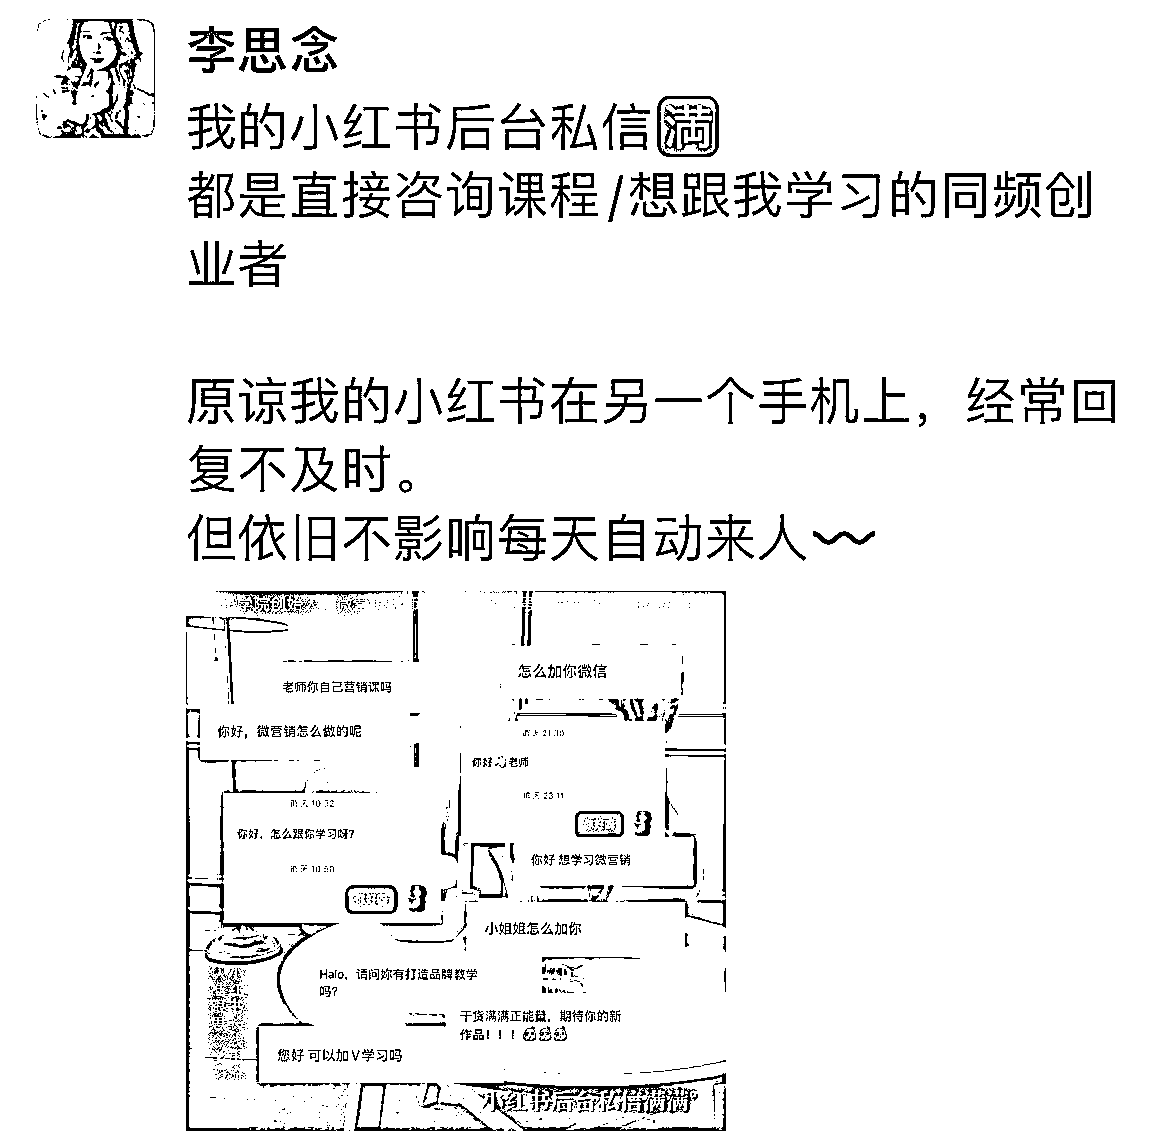 李思念
我的小红书后台私信🈵
都是直接咨询课程/想跟我学习的同频创
业者
原谅我的小红书在另一个手机上，经常回
复不及时。
但依旧不影响每天自动来人〰
怎么加你微信
老师你自己营销课吗
你好，微营销怎么做的呢
昨天 21:30
你好 老师
昨天 23:11
昨天 10:32
你好，怎么跟你学习呀?
昨天 10:50
你好 想学习微营销
小姐姐怎么加你
Halo，请问妳有打造品牌教学
吗?
干货满满正能量，期待你的新
作品！！！
您好 可以加V学习吗
小红书后台私信满满